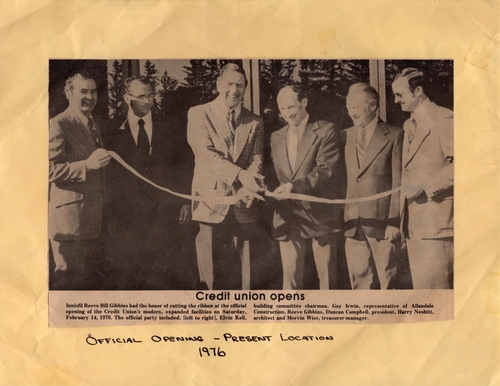 Credit union opens
Innisfil Reeve Bill Gibbins had the honor of cutting the ribbon at the official
opening of the Credit Union's modern, expanded facilities on Saturday,
February 14, 1976. The official party included, [left to right], Elvin Kell,
building committee chairman, Gay Irwin, representative of Allandale
Construction, Reeve Gibbins, Duncan Campbell, president, Harry Nesbitt,
architect and Mervin Wice, treasurer-manager.
OFFICIAL OPENING - PRESENT LOCATION
1976